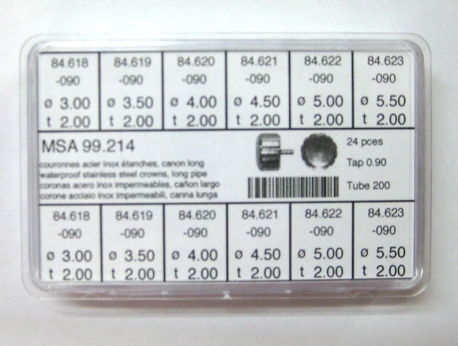 84.618 84.619 84.620 84.621 84.622 84.623
-090 -090 -090 -090 -090 -090
ø 3.00 ø 3.50 ø 4.00 ø 4.50 ø 5.00 ø 5.50
t 2.00 t 2.00 t 2.00 t 2.00 t 2.00 t 2.00
MSA 99.214
24 pces
couronnes acier inox étanches, canon long
waterproof stainless steel crowns, long pipe
Tap 0.90
coronas acero inox impermeables, cañon largo
corone acciaio inox impermeabili, canna lunga
Tube 200
84.618 84.619 84.620 84.621 84.622 84.623
-090 -090 -090 -090 -090 -090
ø 3.00 ø 3.50 ø 4.00 ø 4.50 ø 5.00 ø 5.50
t 2.00 t 2.00 t 2.00 t 2.00 t 2.00 t 2.00